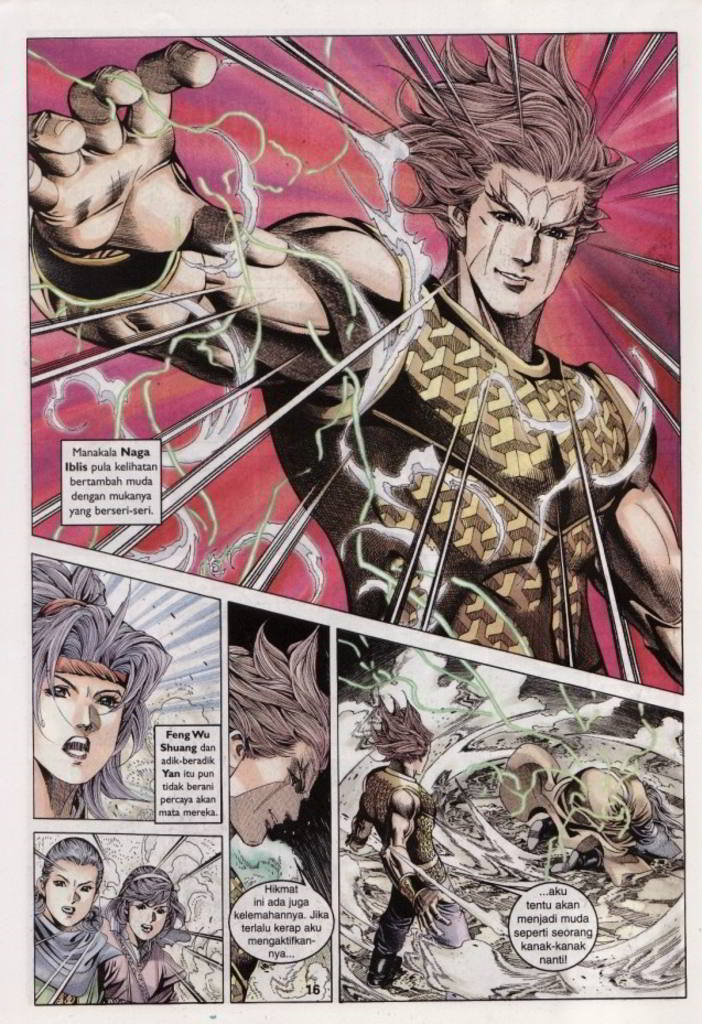 Manakala Naga
Iblis pula kelihatan
bertambah muda
dengan mukanya
yang berseri-seri.
Feng Wu
Shuang dan
adik-beradik
Yan itu pun
tidak berani
percaya akan
mata mereka.
Hikmat
ini ada juga
kelemahannya. Jika
terlalu kerap aku
mengaktifkan-
nya...
...aku
tentu akan
menjadi muda
seperti seorang
kanak-kanak
nanti!
16